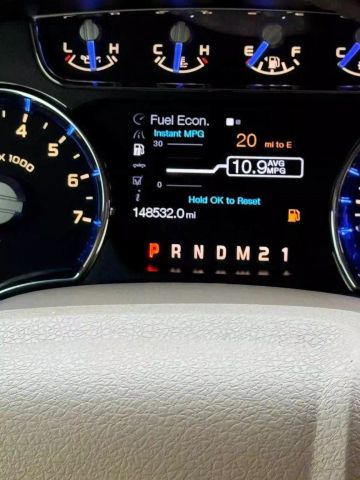 L H C H E F
4
5
6
7
X 1000
Fuel Econ.
Instant MPG
30
20 mi to E
10.9 AVG MPG
0
Hold OK to Reset
148532.0 mi
P R N D M 2 1